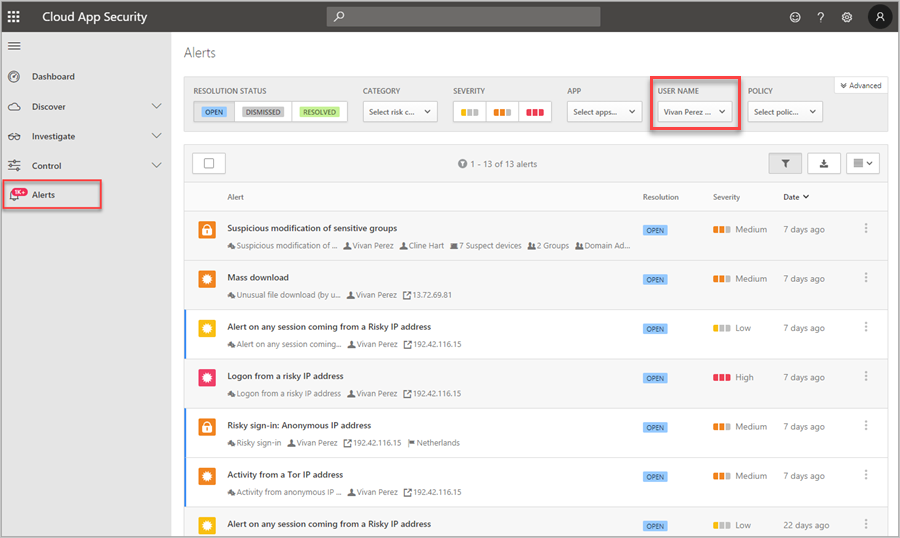 Cloud App Security
Dashboard
Discover
Investigate
Control
1K+
Alerts
Alerts
RESOLUTION STATUS
OPEN
DISMISSED
RESOLVED
CATEGORY
Select risk c...
SEVERITY
APP
Select apps...
USER NAME
Vivan Perez ...
POLICY
Select polic...
Advanced
1 - 13 of 13 alerts
Alert Resolution Severity Date
Suspicious modification of sensitive groups
Suspicious modification of ... Vivan Perez Cline Hart 7 Suspect devices 2 Groups Domain Ad...
OPEN Medium 7 days ago
Mass download
Unusual file download (by u... Vivan Perez 13.72.69.81
OPEN Medium 7 days ago
Alert on any session coming from a Risky IP address
Alert on any session coming... Vivan Perez 192.42.116.15
OPEN Low 7 days ago
Logon from a risky IP address
Logon from a risky IP address Vivan Perez 192.42.116.15
OPEN High 7 days ago
Risky sign-in: Anonymous IP address
Risky sign-in Vivan Perez 192.42.116.15 Netherlands
OPEN Medium 7 days ago
Activity from a Tor IP address
Activity from anonymous IP ... Vivan Perez 192.42.116.15
OPEN Medium 7 days ago
Alert on any session coming from a Risky IP address
OPEN Low 22 days ago